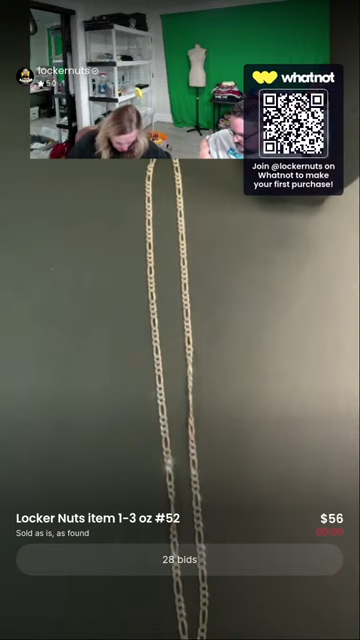 lockernuts
5.0
whatnot
Join @lockernuts on
Whatnot to make
your first purchase!
Locker Nuts item 1-3 oz #52
$56
Sold as is, as found
28 bids